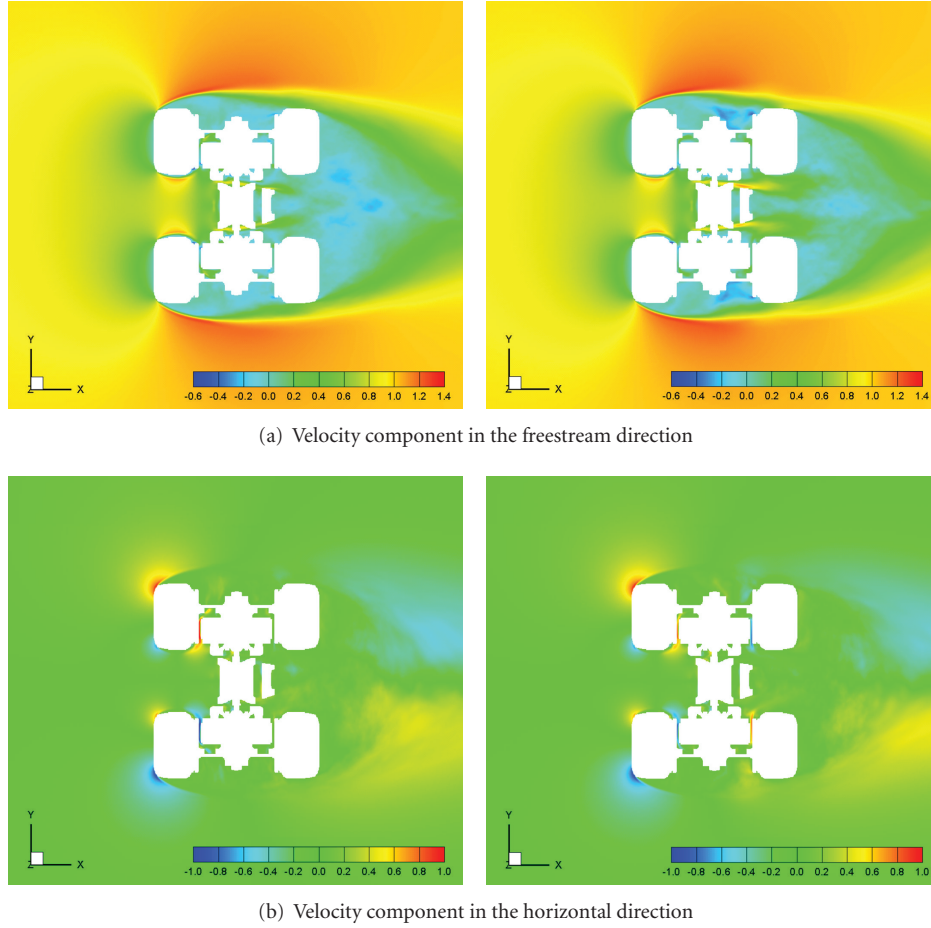 Y
Z X
-0.6 -0.4 -0.2 0.0 0.2 0.4 0.6 0.8 1.0 1.2 1.4
Y
Z X
-0.6 -0.4 -0.2 0.0 0.2 0.4 0.6 0.8 1.0 1.2 1.4
(a) Velocity component in the freestream direction
Y
Z X
-1.0 -0.8 -0.6 -0.4 -0.2 0.0 0.2 0.4 0.6 0.8 1.0
Y
Z X
-1.0 -0.8 -0.6 -0.4 -0.2 0.0 0.2 0.4 0.6 0.8 1.0
(b) Velocity component in the horizontal direction